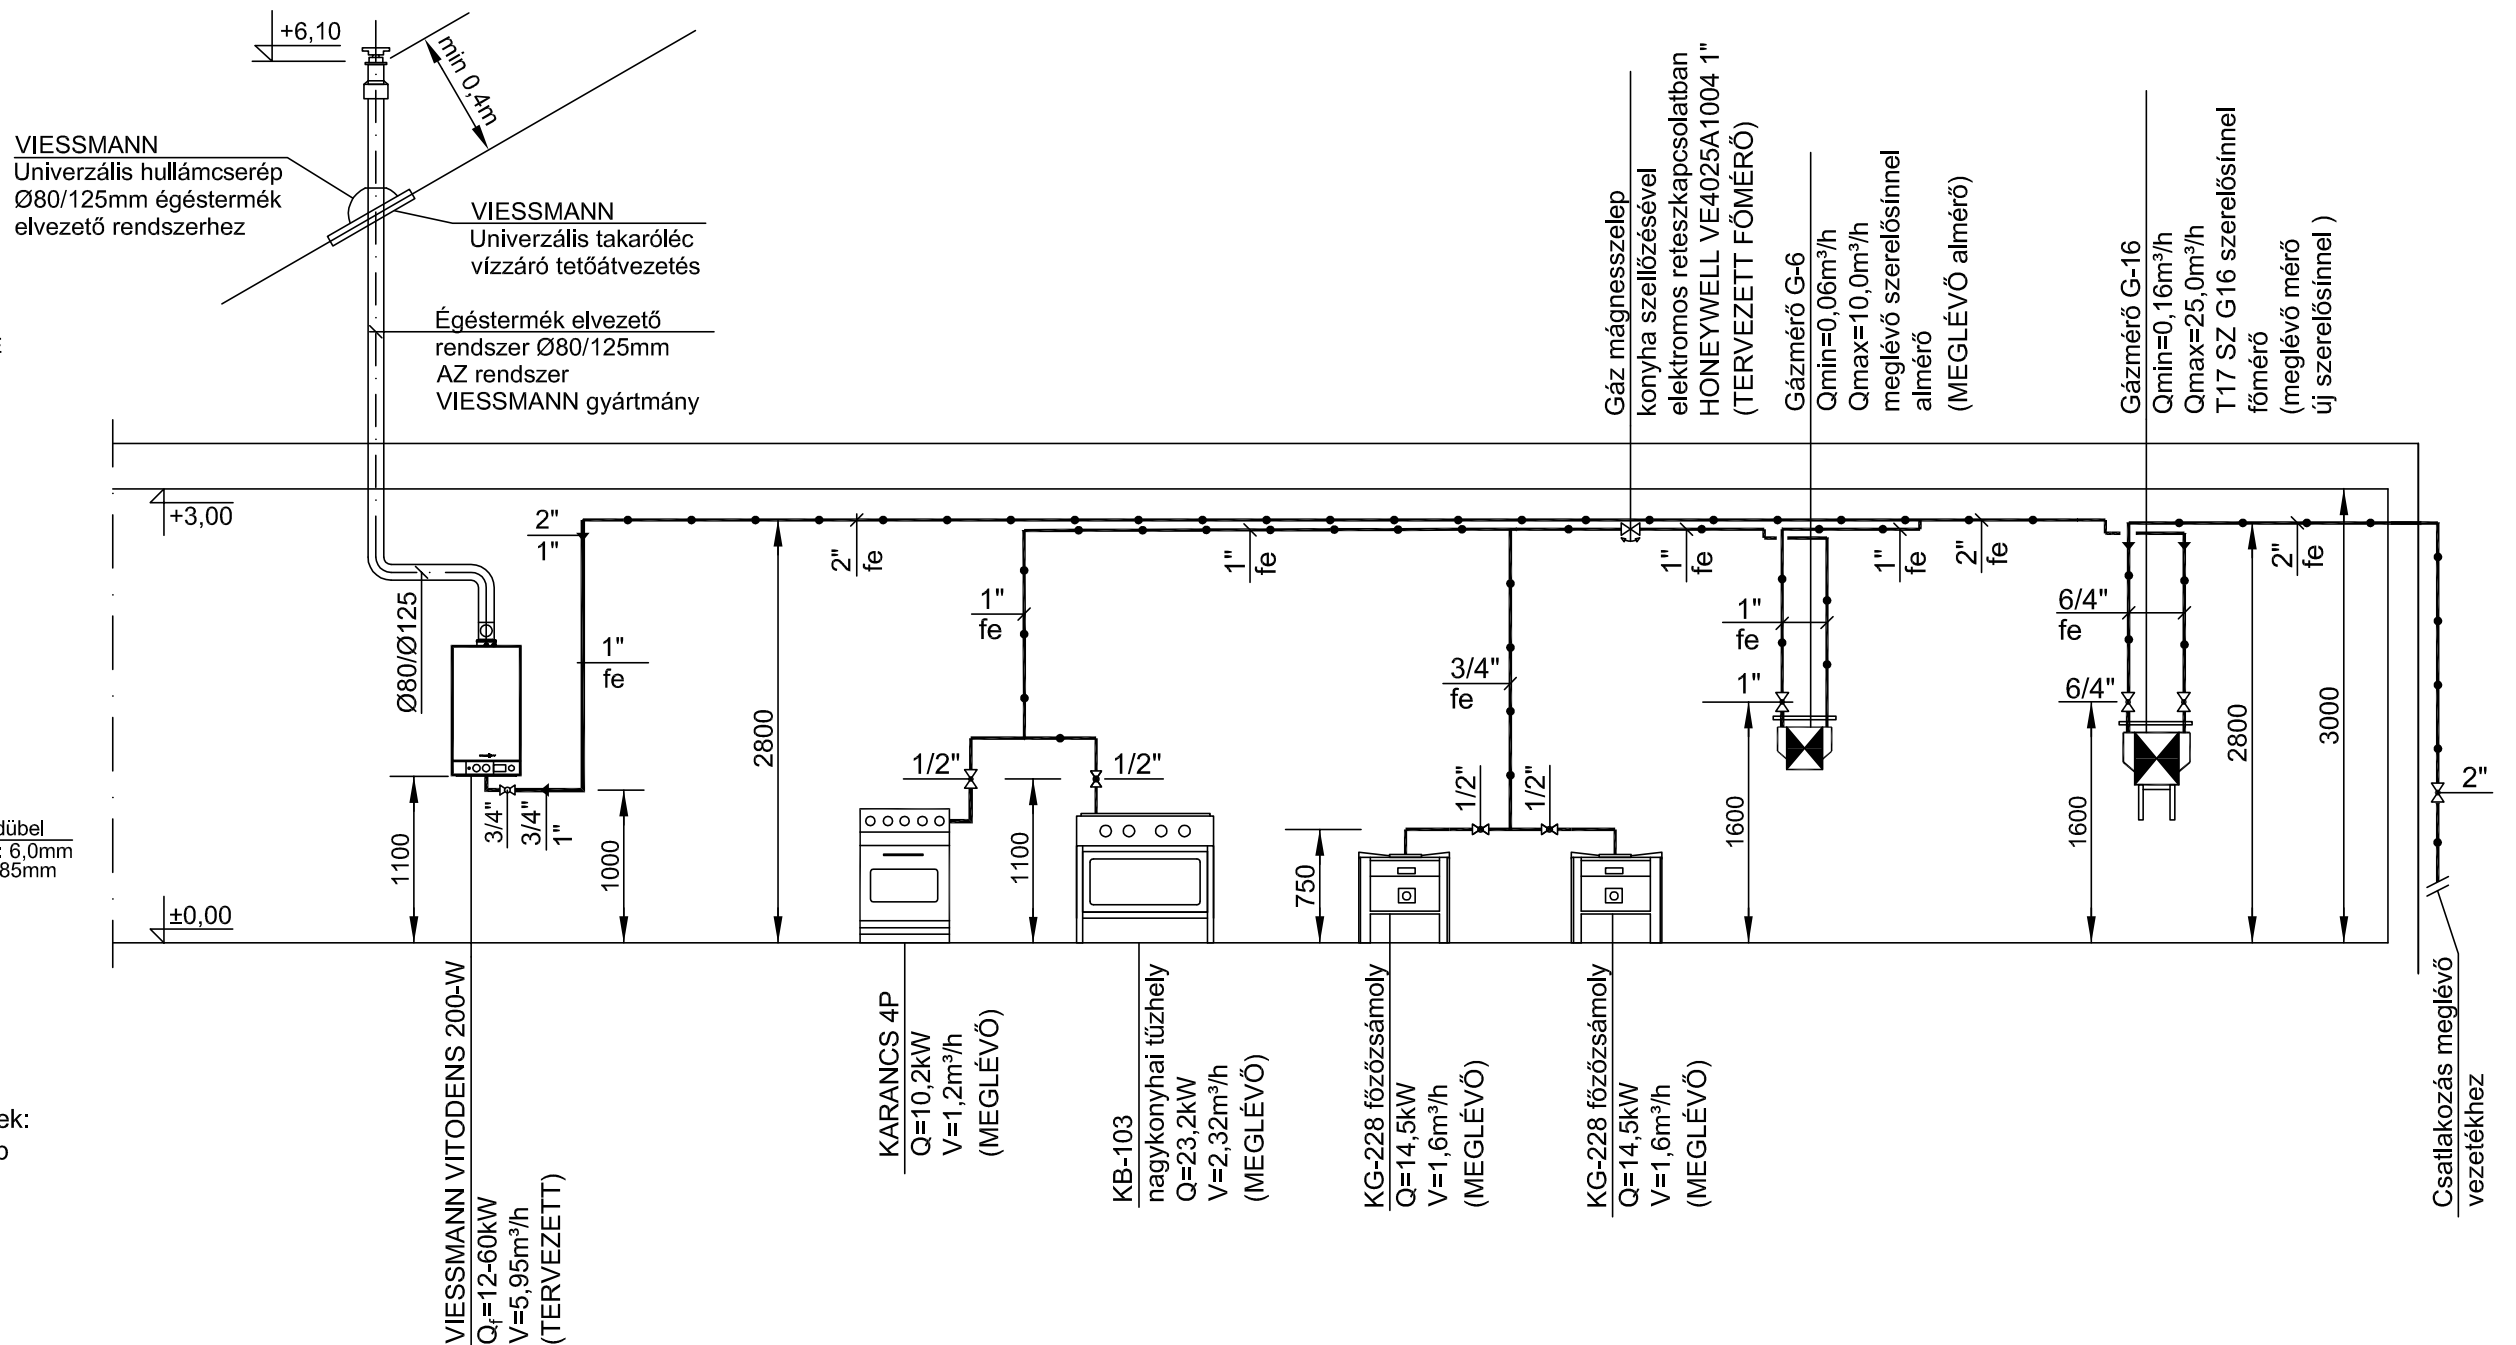 +6,10
min 0,4m
VIESSMANN
Univerzális hullámcserép
Ø80/125mm égéstermék
elvezető rendszerhez
VIESSMANN
Univerzális takaróléc
vízzáró tetőátvezetés
Égéstermék elvezető
rendszer Ø80/125mm
AZ rendszer
VIESSMANN gyártmány
Gáz mágnesszelep
konyha szellőzésével
elektromos reteszkapcsolatban
HONEYWELL VE4025A1004 1"
(TERVEZETT FŐMÉRŐ)
Gázmérő G-6
Qmin=0,06m³/h
Qmax=10,0m³/h
meglévő szerelősínnel
almérő
(MEGLÉVŐ almérő)
Gázmérő G-16
Qmin=0,16m³/h
Qmax=25,0m³/h
T17 SZ G16 szerelősínnel
főmérő
(meglévő mérő
új szerelősínnel )
+3,00
2"
1"
2"
fe
1"
fe
1"
fe
1"
fe
2"
fe
2"
fe
Ø80/Ø125
1"
fe
1"
fe
3/4"
fe
1"
fe
1"
6/4"
fe
6/4"
2800
1/2"
1/2"
1/2"
1/2"
2800
3000
2"
3/4"
3/4"
1"
1100
1000
1100
750
1600
1600
dübel
: 6,0mm
85mm
±0,00
VIESSMANN VITODENS 200-W
Qf=12-60kW
V=5,95m³/h
(TERVEZETT)
KARANCS 4P
Q=10,2kW
V=1,2m³/h
(MEGLÉVŐ)
KB-103
nagykonyhai tűzhely
Q=23,2kW
V=2,32m³/h
(MEGLÉVŐ)
KG-228 főzőzsámoly
Q=14,5kW
V=1,6m³/h
(MEGLÉVŐ)
KG-228 főzőzsámoly
Q=14,5kW
V=1,6m³/h
(MEGLÉVŐ)
Csatlakozás meglévő
vezetékhez
ek: